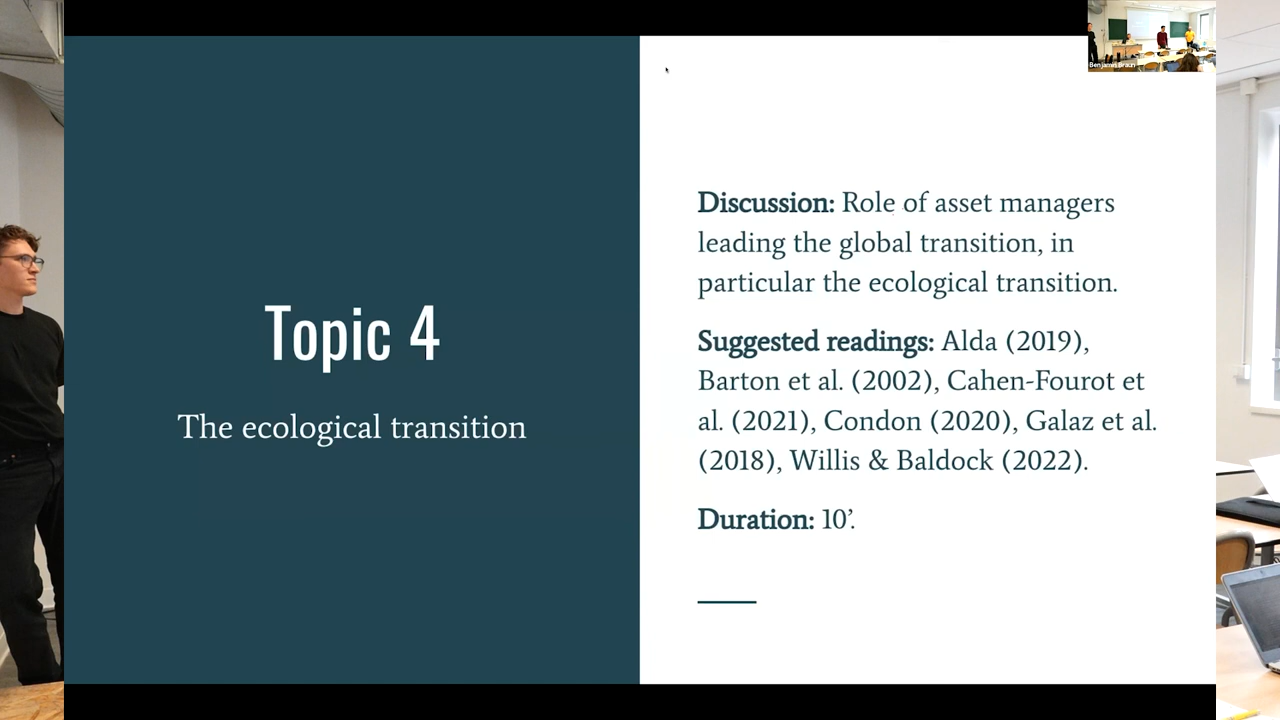 Benjamin Braun
Topic 4
The ecological transition
Discussion: Role of asset managers
leading the global transition, in
particular the ecological transition.
Suggested readings: Alda (2019),
Barton et al. (2002), Cahen-Fourot et
al. (2021), Condon (2020), Galaz et al.
(2018), Willis & Baldock (2022).
Duration: 10’.